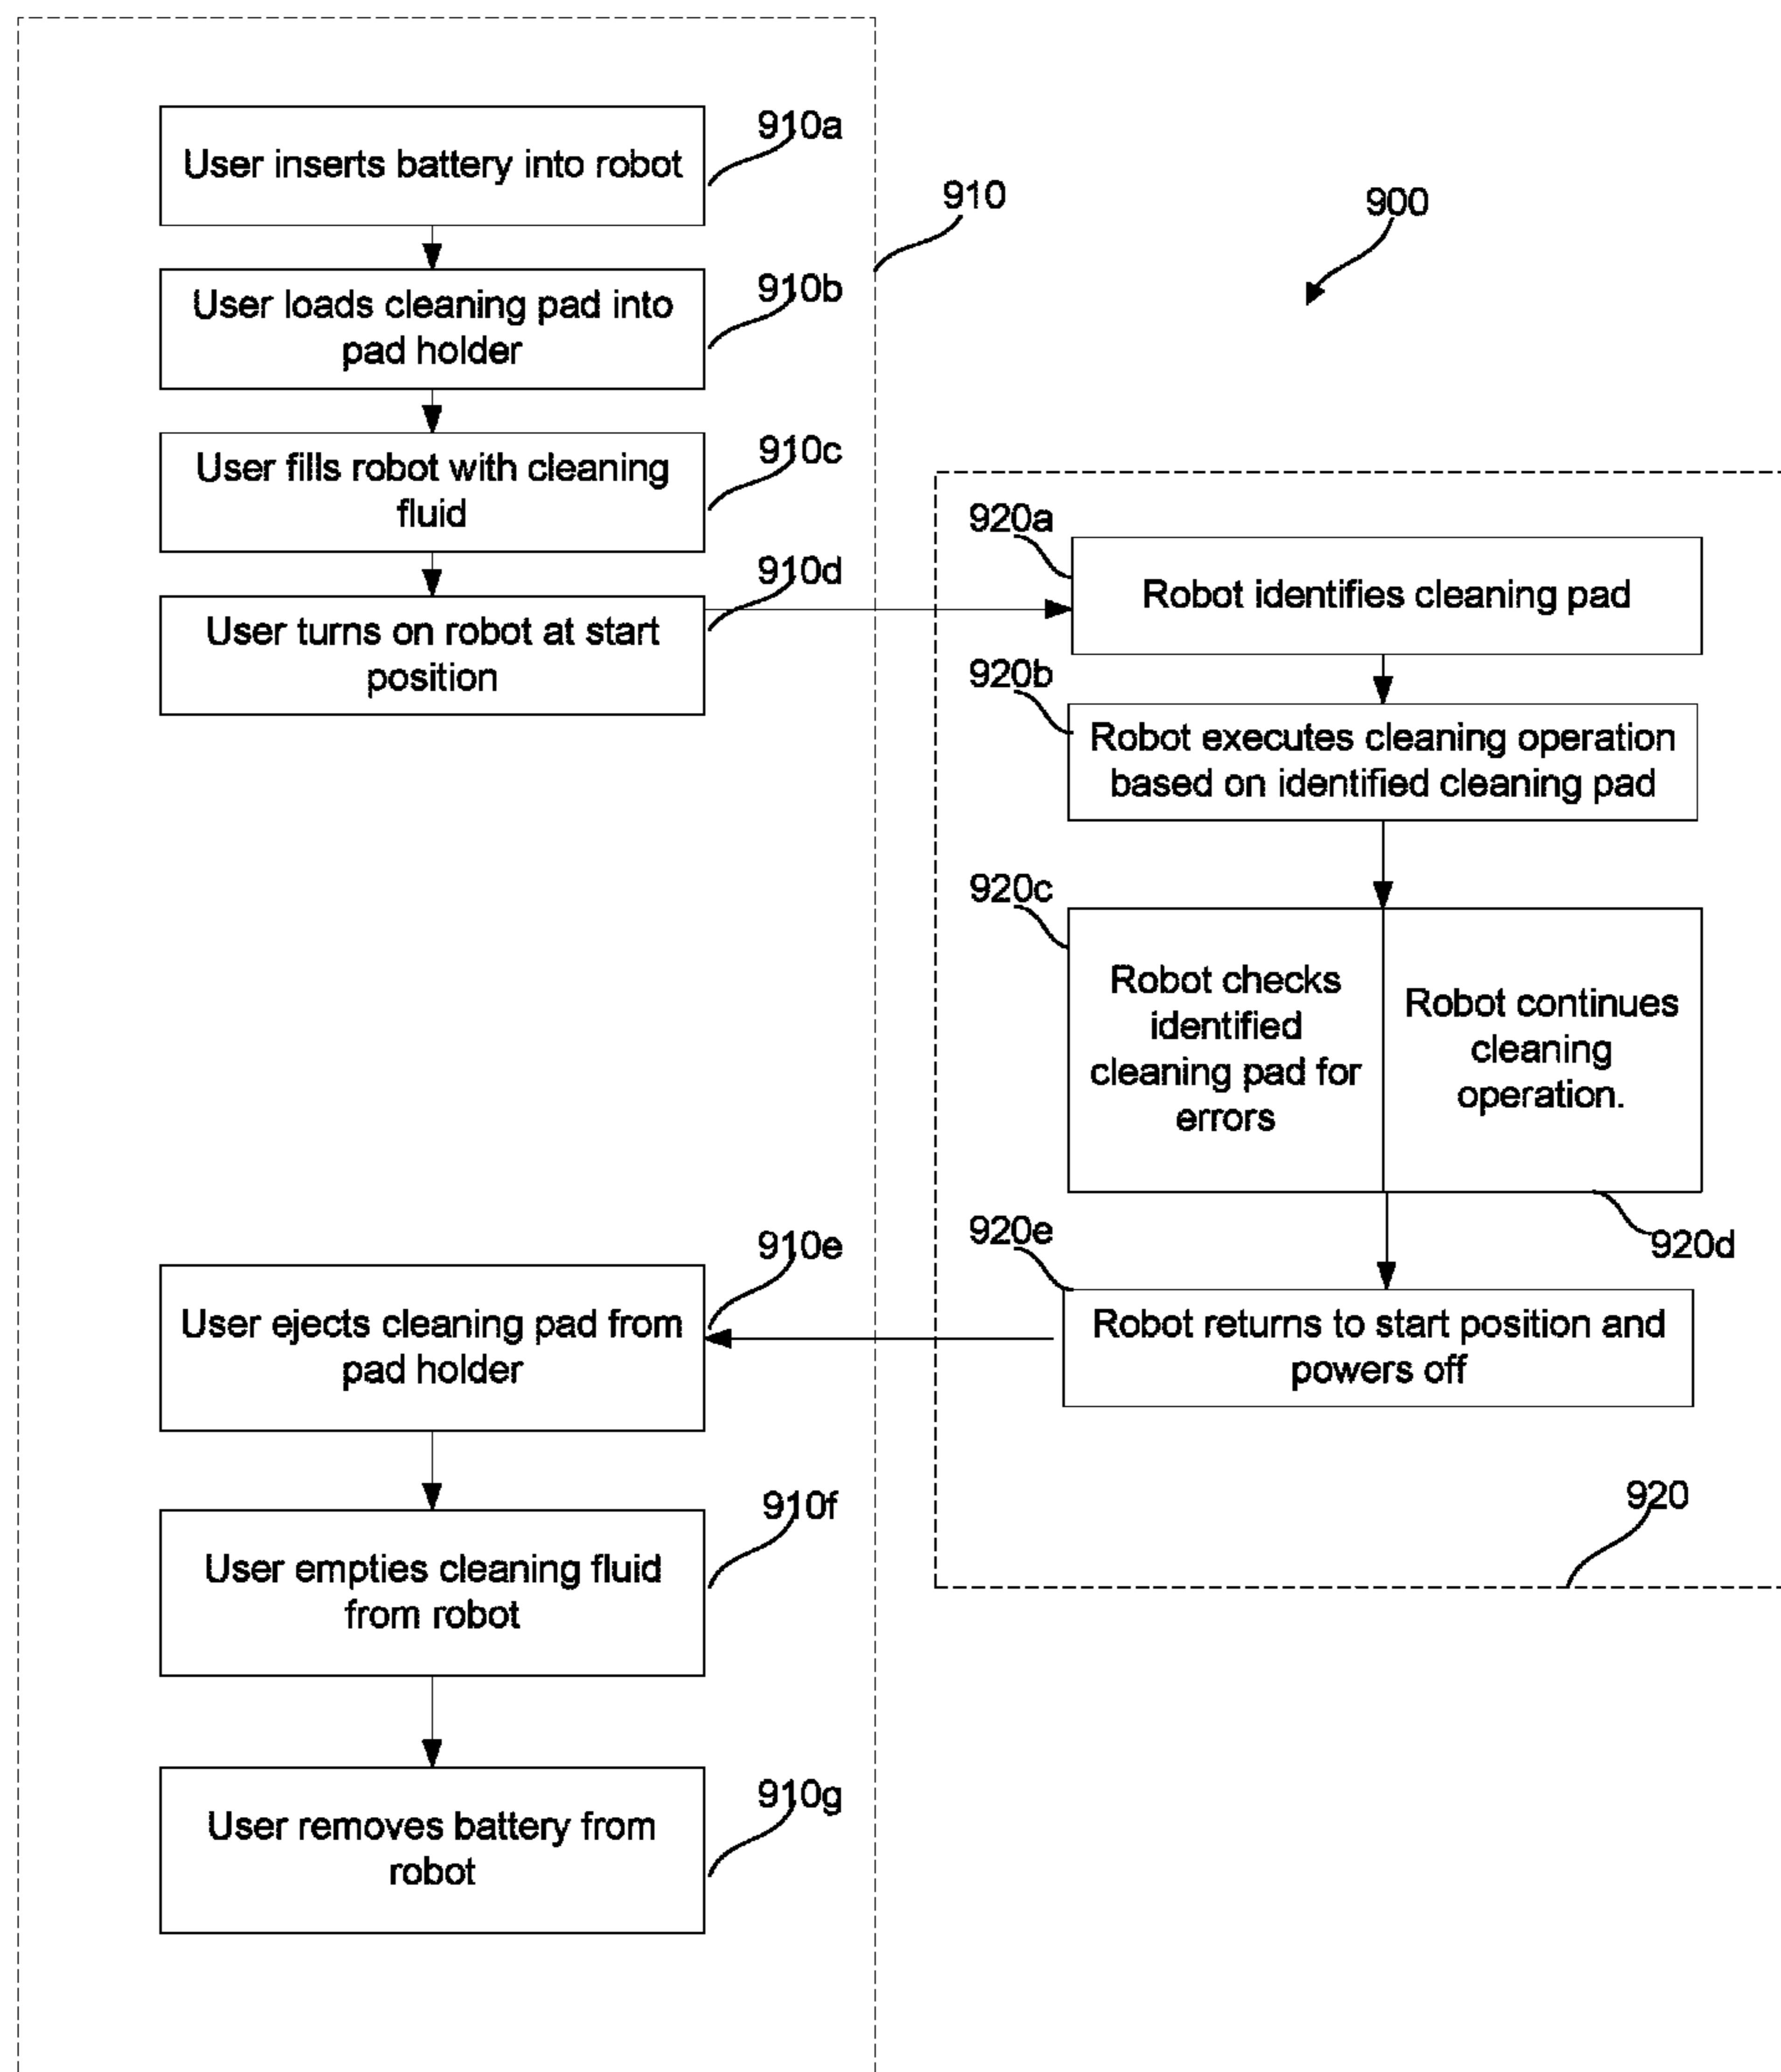 910a
User inserts battery into robot
910
900
910b
User loads cleaning pad into
pad holder
910c
User fills robot with cleaning
fluid
910d
User turns on robot at start
position
920a
Robot identifies cleaning pad
920b
Robot executes cleaning operation
based on identified cleaning pad
920c
Robot checks
identified
cleaning pad for
errors
Robot continues
cleaning
operation.
920d
920e
Robot returns to start position and
powers off
920
910e
User ejects cleaning pad from
pad holder
910f
User empties cleaning fluid
from robot
910g
User removes battery from
robot